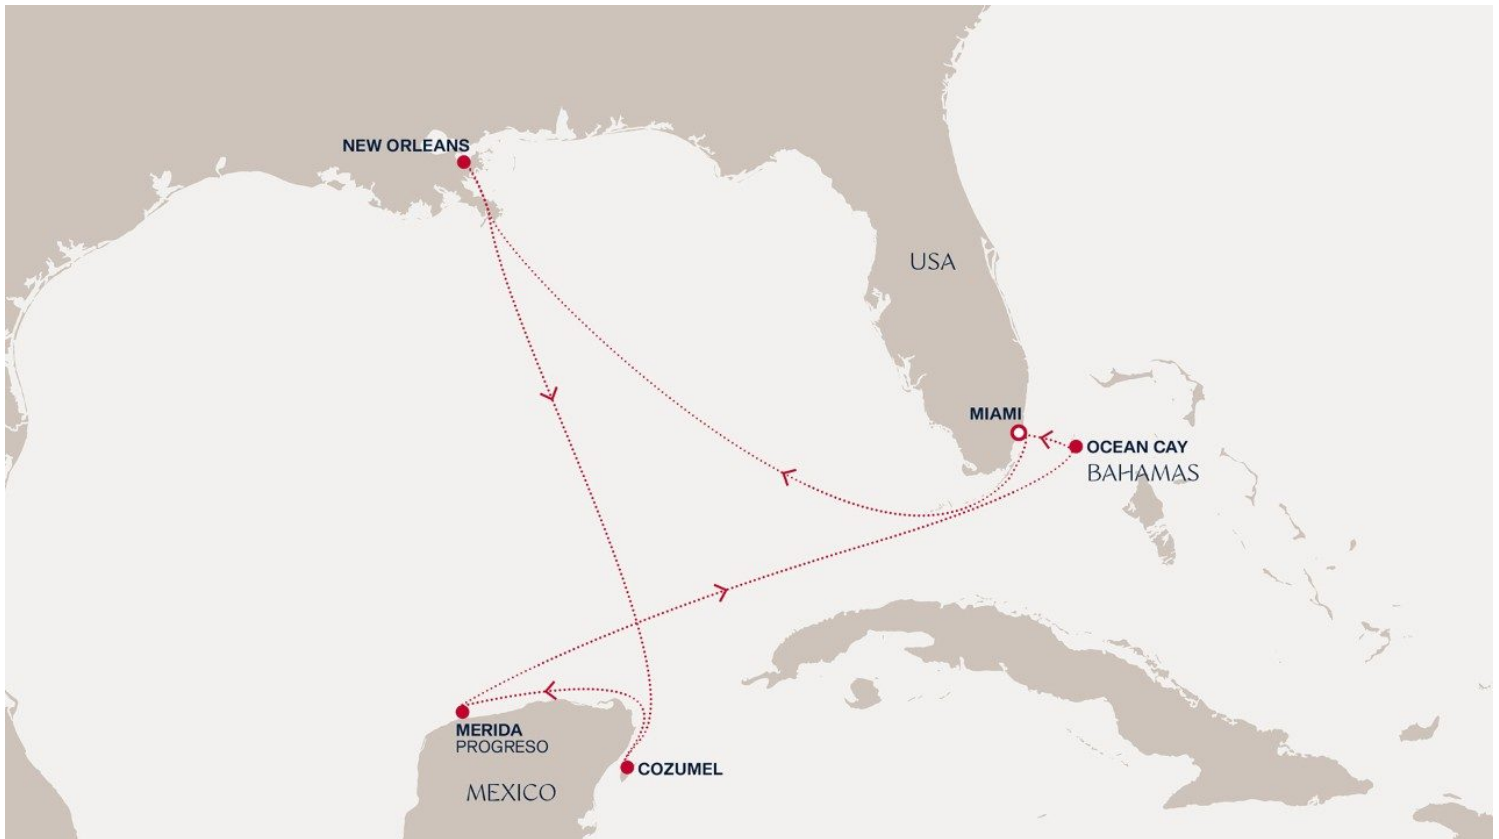 NEW ORLEANS
USA
MIAMI
OCEAN CAY
BAHAMAS
MERIDA
PROGRESO
COZUMEL
MEXICO